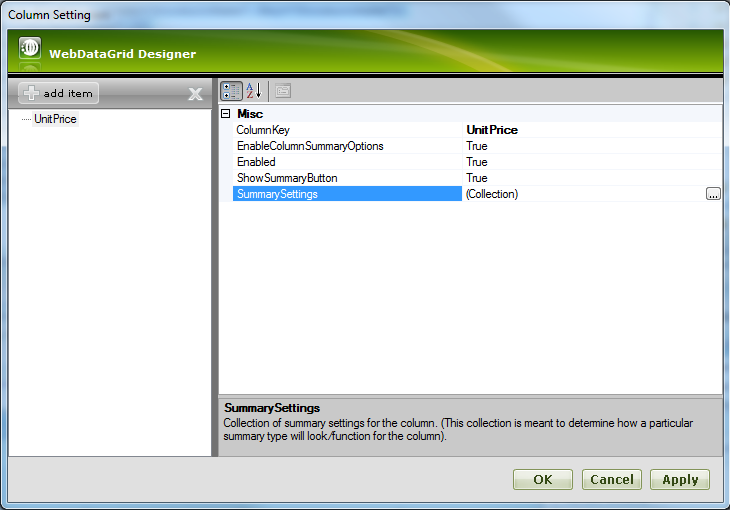 Column Setting
WebDataGrid Designer
add item
UnitPrice
Misc
ColumnKey UnitPrice
EnableColumnSummaryOptions True
Enabled True
ShowSummaryButton True
SummarySettings (Collection) ...
SummarySettings
Collection of summary settings for the column. (This collection is meant to determine how a particular
summary type will look/function for the column).
OK Cancel Apply